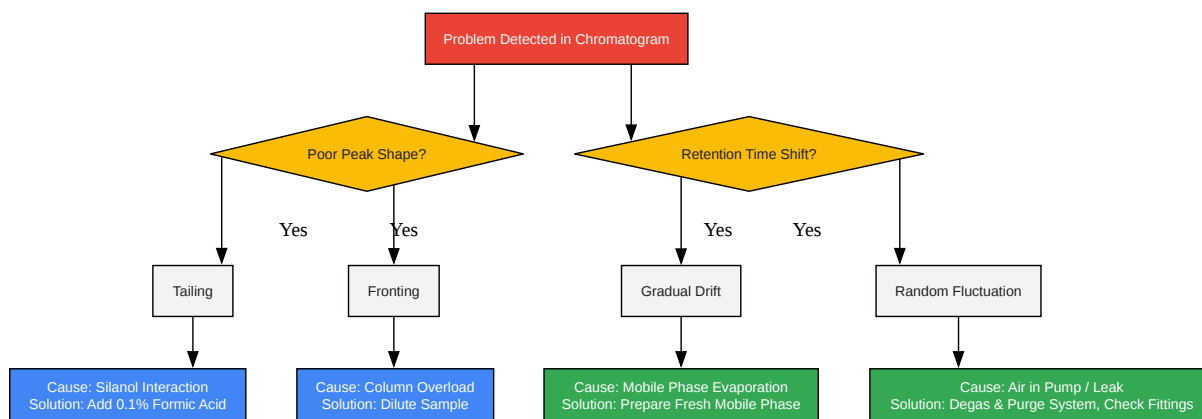 Problem Detected in Chromatogram
Poor Peak Shape?
Retention Time Shift?
Yes
Yes
Yes
Yes
Tailing
Fronting
Gradual Drift
Random Fluctuation
Cause: Silanol Interaction
Solution: Add 0.1% Formic Acid
Cause: Column Overload
Solution: Dilute Sample
Cause: Mobile Phase Evaporation
Solution: Prepare Fresh Mobile Phase
Cause: Air in Pump / Leak
Solution: Degas & Purge System, Check Fittings